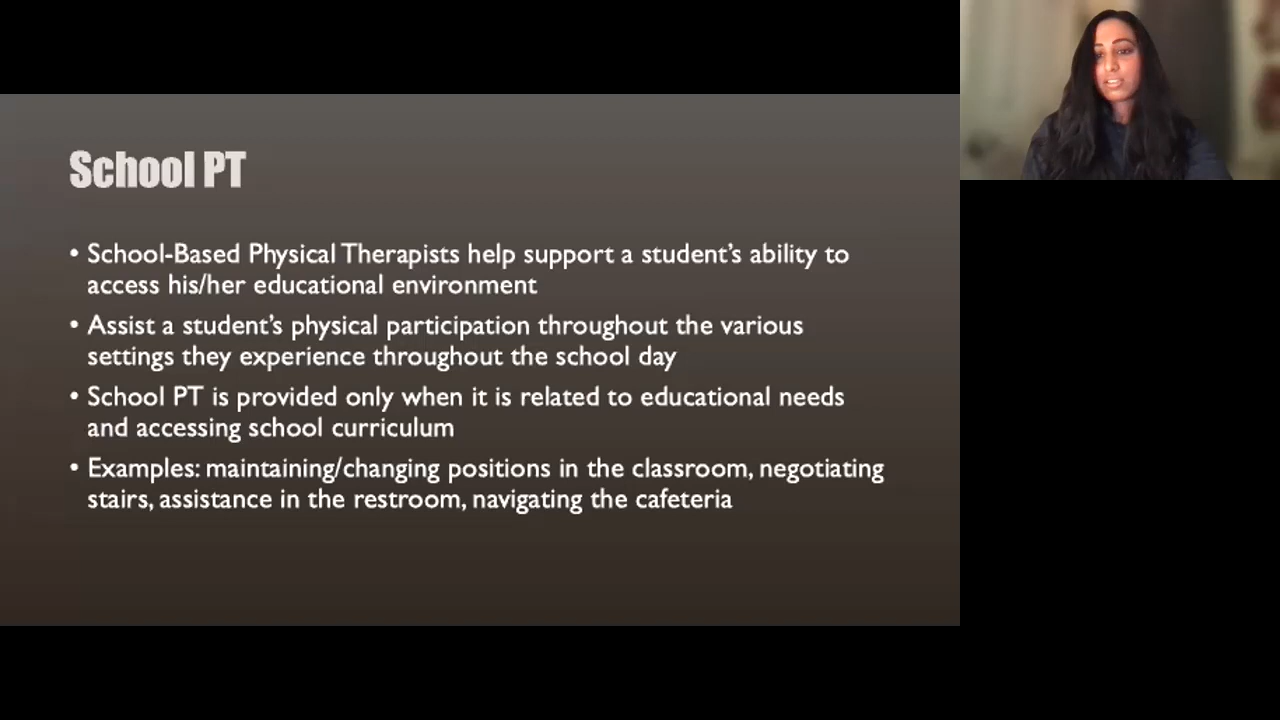 School PT
• School-Based Physical Therapists help support a student’s ability to
access his/her educational environment
• Assist a student’s physical participation throughout the various
settings they experience throughout the school day
• School PT is provided only when it is related to educational needs
and accessing school curriculum
• Examples: maintaining/changing positions in the classroom, negotiating
stairs, assistance in the restroom, navigating the cafeteria